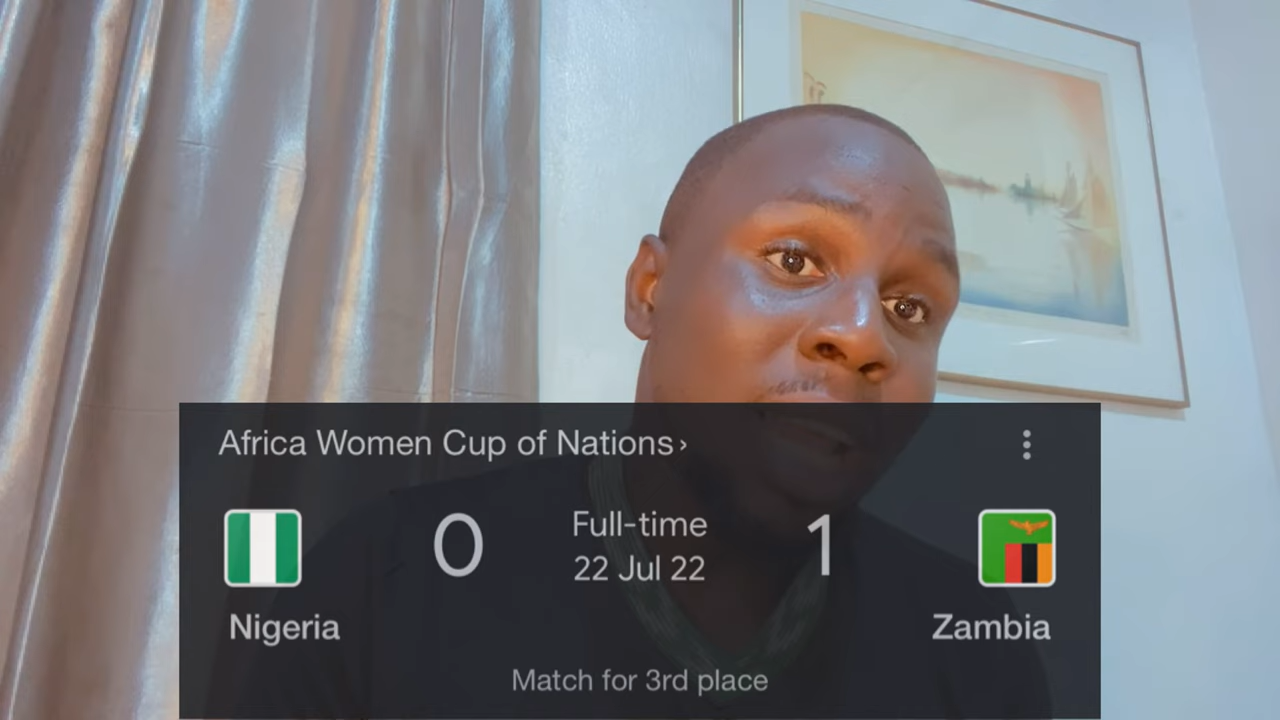 Africa Women Cup of Nations ›
0 Full-time 1
22 Jul 22
Nigeria Zambia
Match for 3rd place